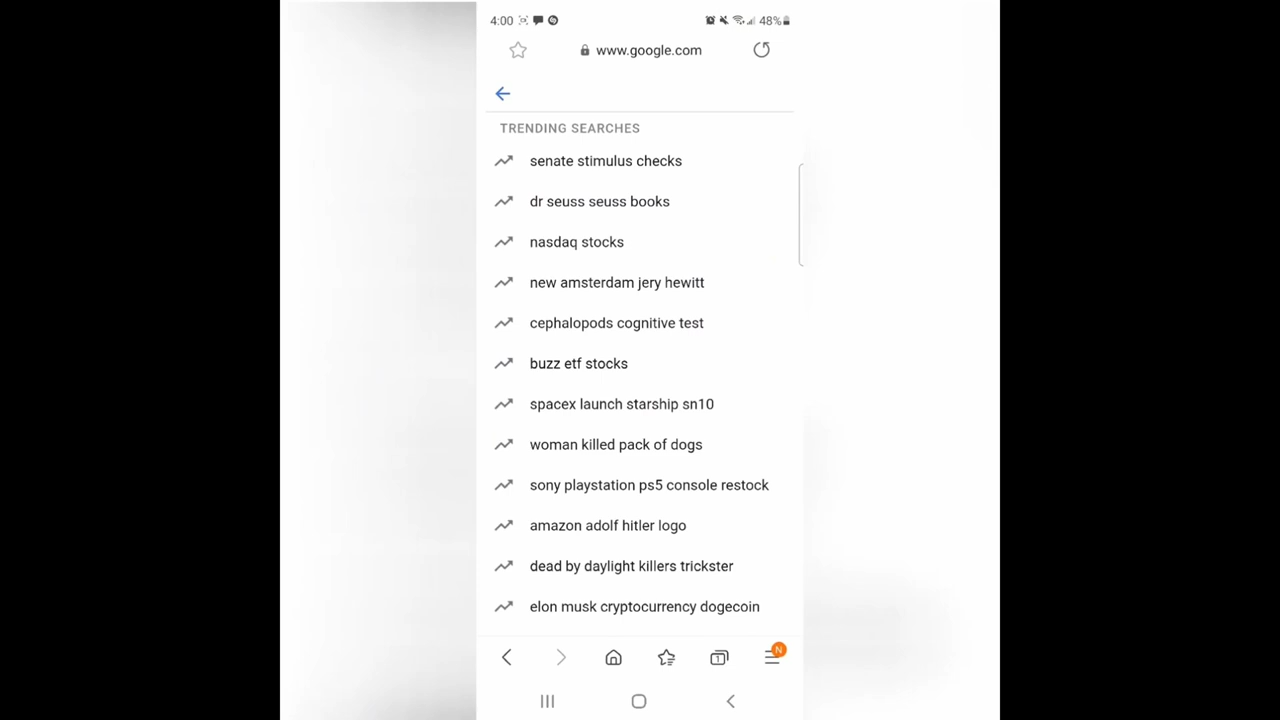 4:00 48%
www.google.com
TRENDING SEARCHES
senate stimulus checks
dr seuss seuss books
nasdaq stocks
new amsterdam jery hewitt
cephalopods cognitive test
buzz etf stocks
spacex launch starship sn10
woman killed pack of dogs
sony playstation ps5 console restock
amazon adolf hitler logo
dead by daylight killers trickster
elon musk cryptocurrency dogecoin
1 N